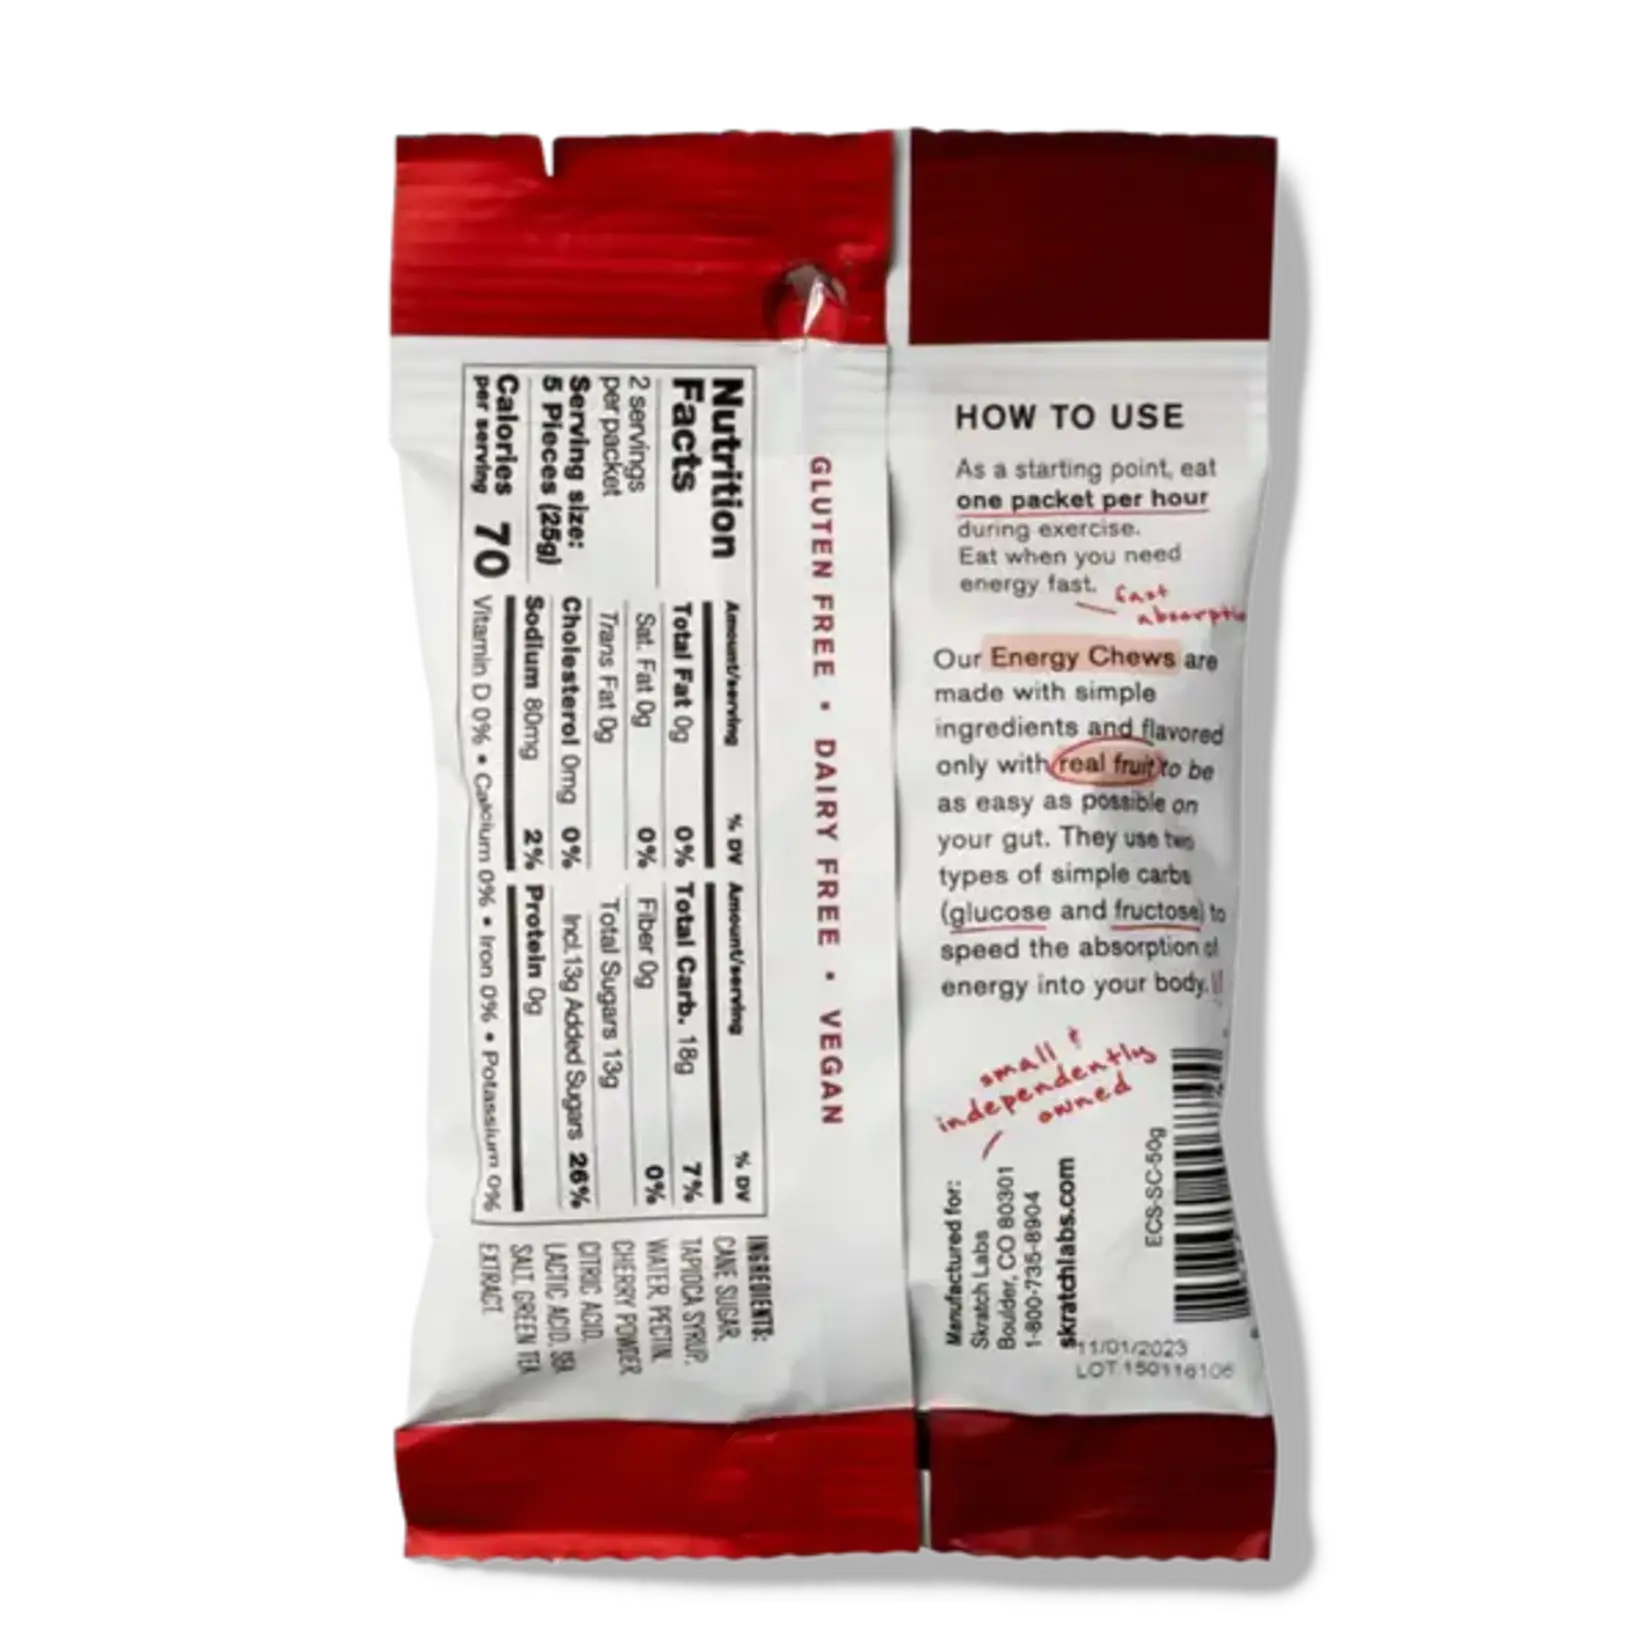 Nutrition
Facts
2 servings
per packet
Serving size:
5 Pieces (25g)
Calories 70
per serving
Amount/serving % DV
Total Fat 0g 0%
Sat. Fat 0g 0%
Trans Fat 0g
Cholesterol 0mg 0%
Sodium 80mg 2%
Amount/serving % DV
Total Carb. 18g 7%
Fiber 0g 0%
Total Sugars 13g
Incl. 13g Added Sugars 26%
Protein 0g
Vitamin D 0% • Calcium 0% • Iron 0% • Potassium 0%
INGREDIENTS:
CANE SUGAR,
TAPIOCA SYRUP,
WATER, PECTIN,
CHERRY POWDER
CITRIC ACID,
LACTIC ACID, SEA
SALT, GREEN TEA
EXTRACT.
GLUTEN FREE • DAIRY FREE • VEGAN
HOW TO USE
As a starting point, eat
one packet per hour
during exercise.
Eat when you need
energy fast.
fast
absorptio
Our Energy Chews are
made with simple
ingredients and flavored
only with real fruit to be
as easy as possible on
your gut. They use two
types of simple carbs
(glucose and fructose) to
speed the absorption of
energy into your body.
small &
independently
owned
Manufactured for:
Skratch Labs
Boulder, CO 80301
1-800-735-8904
skratchlabs.com
ECS-SC-50g
11/01/2023
LOT:150116106